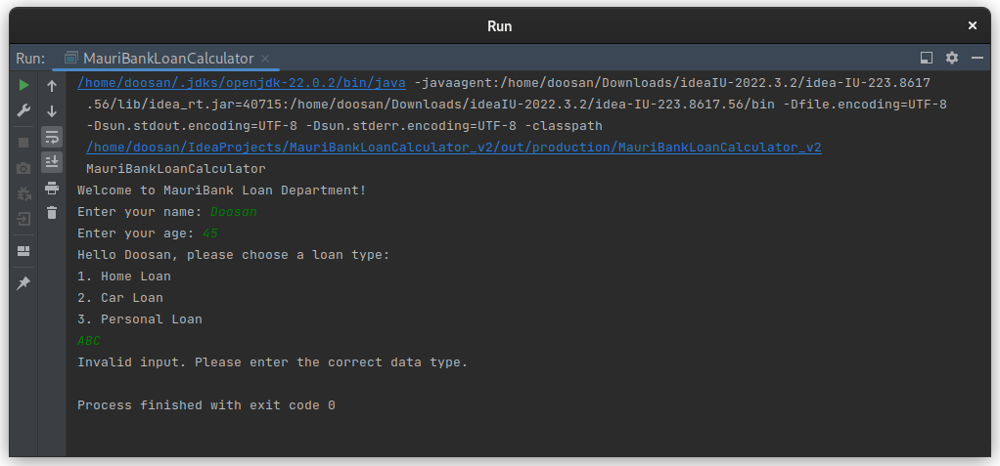 Run
Run: MauriBankLoanCalculator
/home/doosan/.jdks/openjdk-22.0.2/bin/java -javaagent:/home/doosan/Downloads/ideaIU-2022.3.2/idea-IU-223.8617
.56/lib/idea_rt.jar=40715:/home/doosan/Downloads/ideaIU-2022.3.2/idea-IU-223.8617.56/bin -Dfile.encoding=UTF-8
-Dsun.stdout.encoding=UTF-8 -Dsun.stderr.encoding=UTF-8 -classpath
/home/doosan/IdeaProjects/MauriBankLoanCalculator_v2/out/production/MauriBankLoanCalculator_v2
MauriBankLoanCalculator
Welcome to MauriBank Loan Department!
Enter your name: Doosan
Enter your age: 45
Hello Doosan, please choose a loan type:
1. Home Loan
2. Car Loan
3. Personal Loan
ABC
Invalid input. Please enter the correct data type.
Process finished with exit code 0